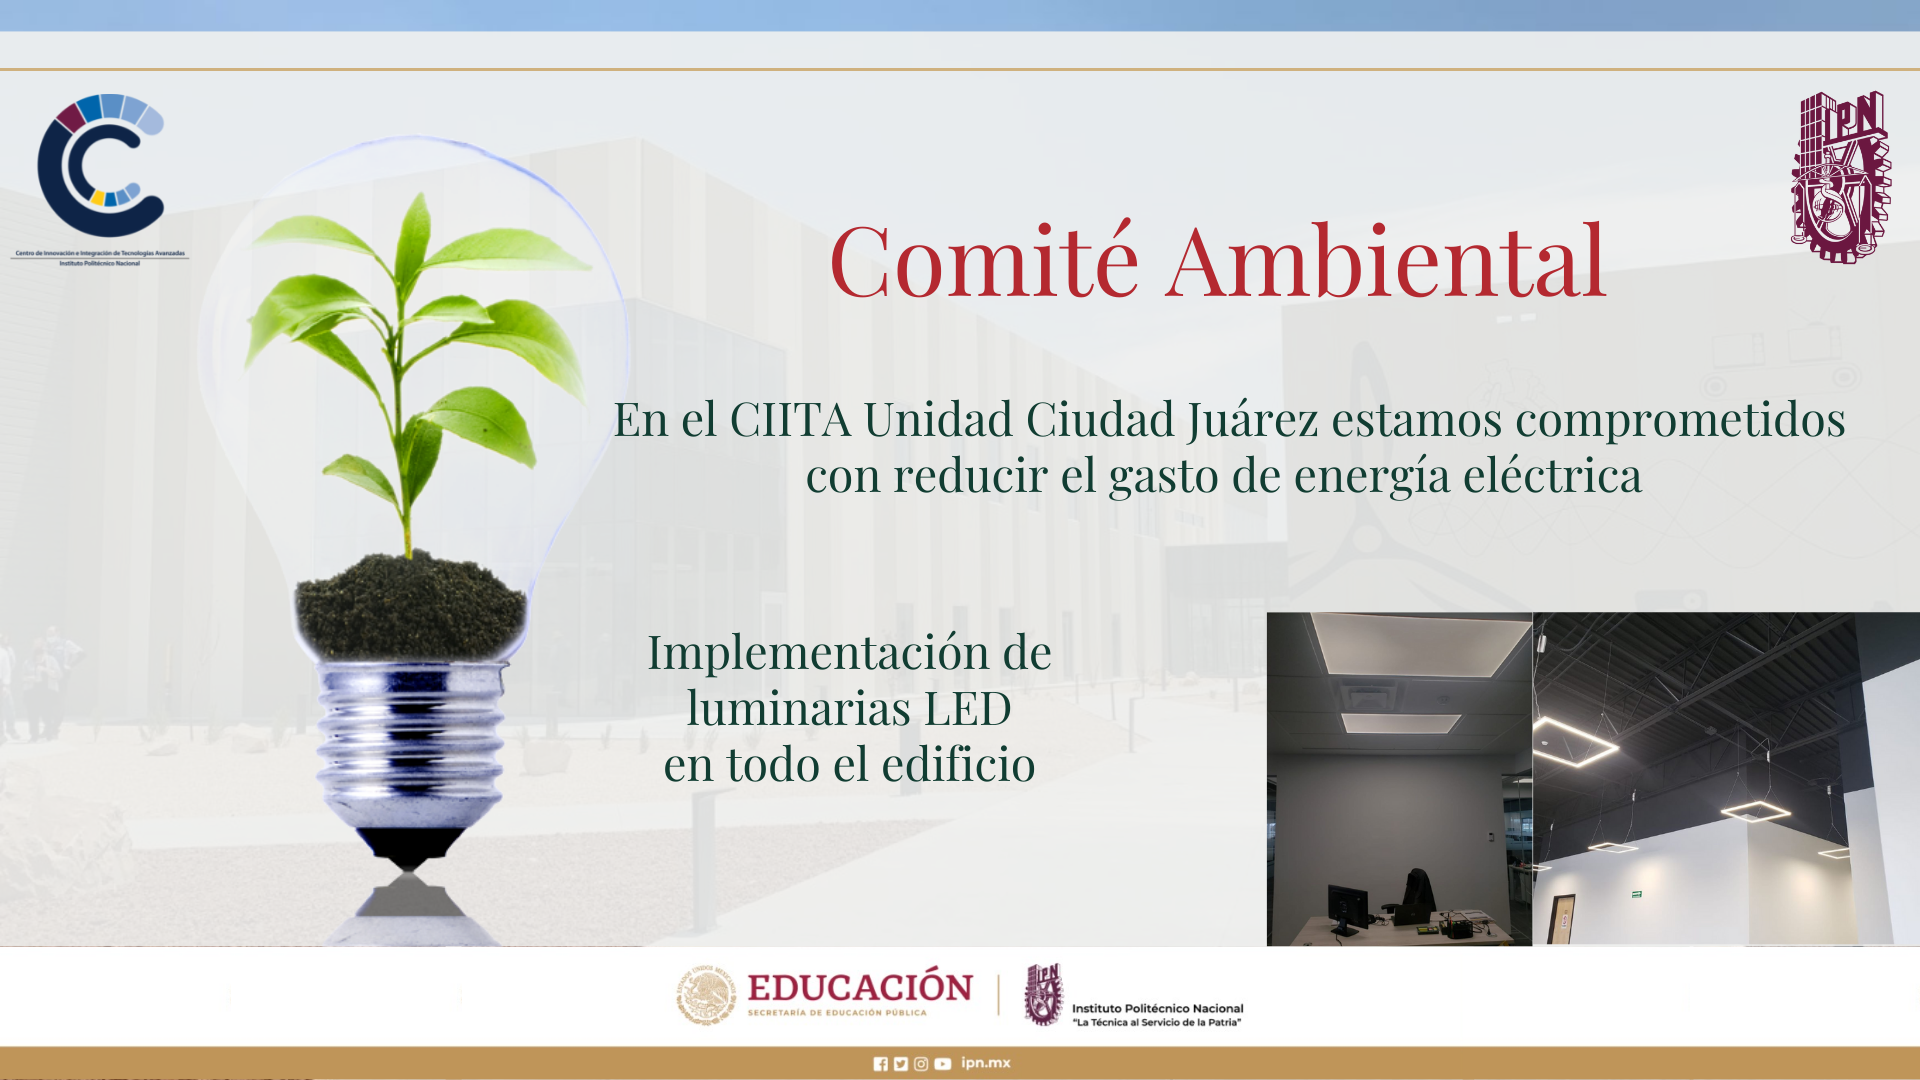 Centro de Innovación e Integración de Tecnologías Avanzadas
Instituto Politécnico Nacional
IPN
Comité Ambiental
En el CIITA Unidad Ciudad Juárez estamos comprometidos
con reducir el gasto de energía eléctrica
Implementación de
luminarias LED
en todo el edificio
EDUCACIÓN
SECRETARÍA DE EDUCACIÓN PÚBLICA
IPN
Instituto Politécnico Nacional
"La Técnica al Servicio de la Patria"
ipn.mx